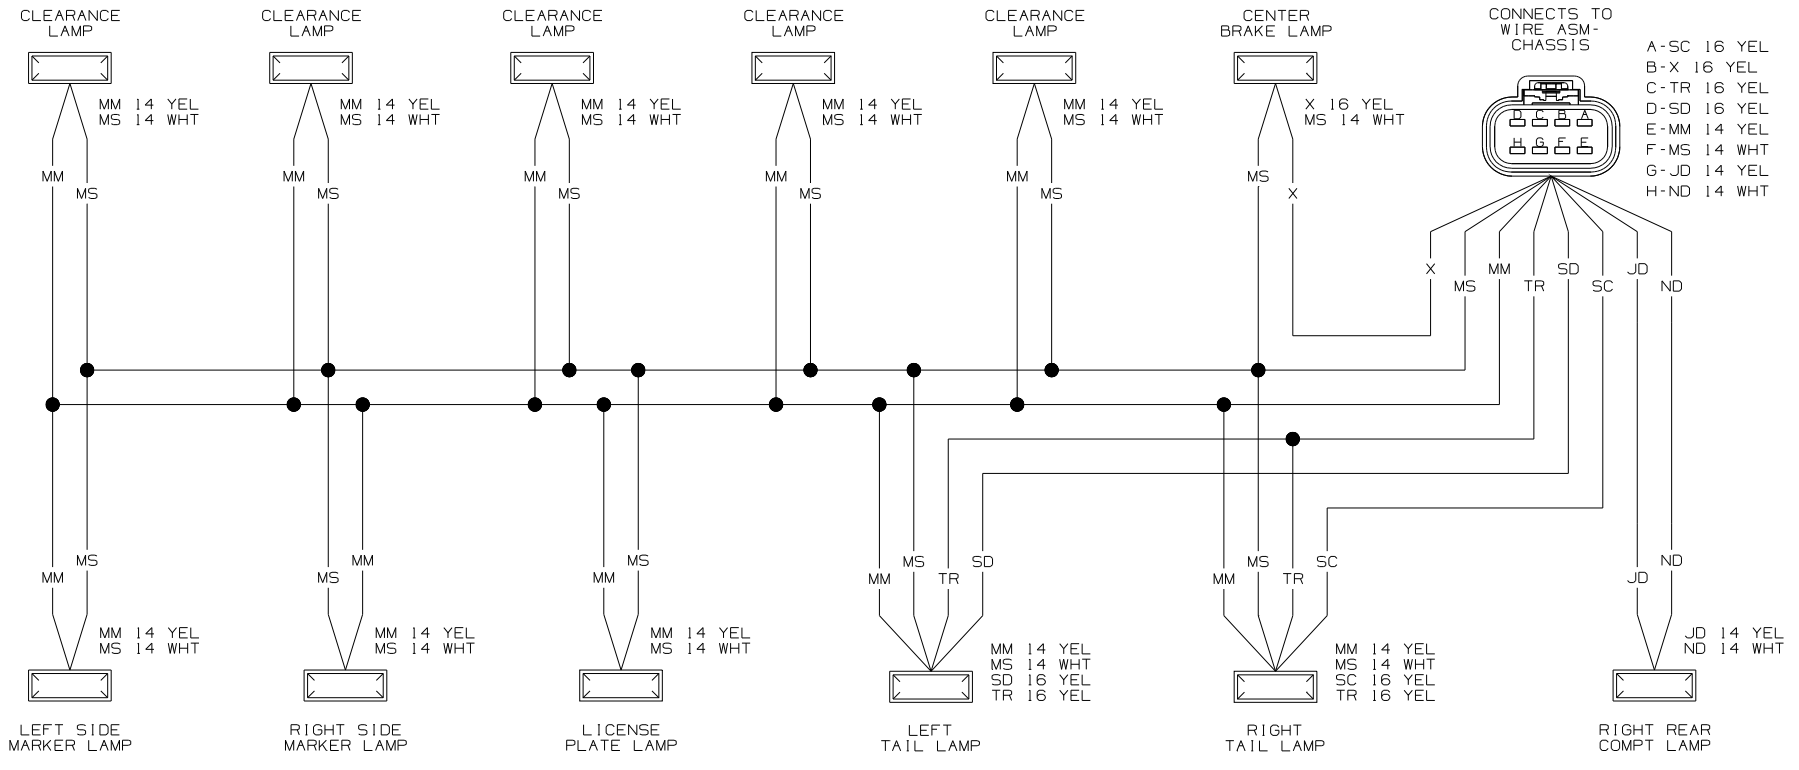 CLEARANCE
LAMP
CLEARANCE
LAMP
CLEARANCE
LAMP
CLEARANCE
LAMP
CLEARANCE
LAMP
CENTER
BRAKE LAMP
CONNECTS TO
WIRE ASM-
CHASSIS
A-SC 16 YEL
B-X 16 YEL
C-TR 16 YEL
D-SD 16 YEL
E-MM 14 YEL
F-MS 14 WHT
G-JD 14 YEL
H-ND 14 WHT
MM 14 YEL
MS 14 WHT
MM 14 YEL
MS 14 WHT
MM 14 YEL
MS 14 WHT
MM 14 YEL
MS 14 WHT
MM 14 YEL
MS 14 WHT
X 16 YEL
MS 14 WHT
D C B A
H G F E
MM
MS
MM
MS
MM
MS
MM
MS
MM
MS
MS
X
X
MS
MM
TR
SD
SC
JD
ND
MM
MS
MS
MM
MM
MS
MM
MS
TR
SD
MM
MS
TR
SC
JD
ND
MM 14 YEL
MS 14 WHT
MM 14 YEL
MS 14 WHT
MM 14 YEL
MS 14 WHT
MM 14 YEL
MS 14 WHT
SD 16 YEL
TR 16 YEL
MM 14 YEL
MS 14 WHT
SC 16 YEL
TR 16 YEL
JD 14 YEL
ND 14 WHT
LEFT SIDE
MARKER LAMP
RIGHT SIDE
MARKER LAMP
LICENSE
PLATE LAMP
LEFT
TAIL LAMP
RIGHT
TAIL LAMP
RIGHT REAR
COMPT LAMP